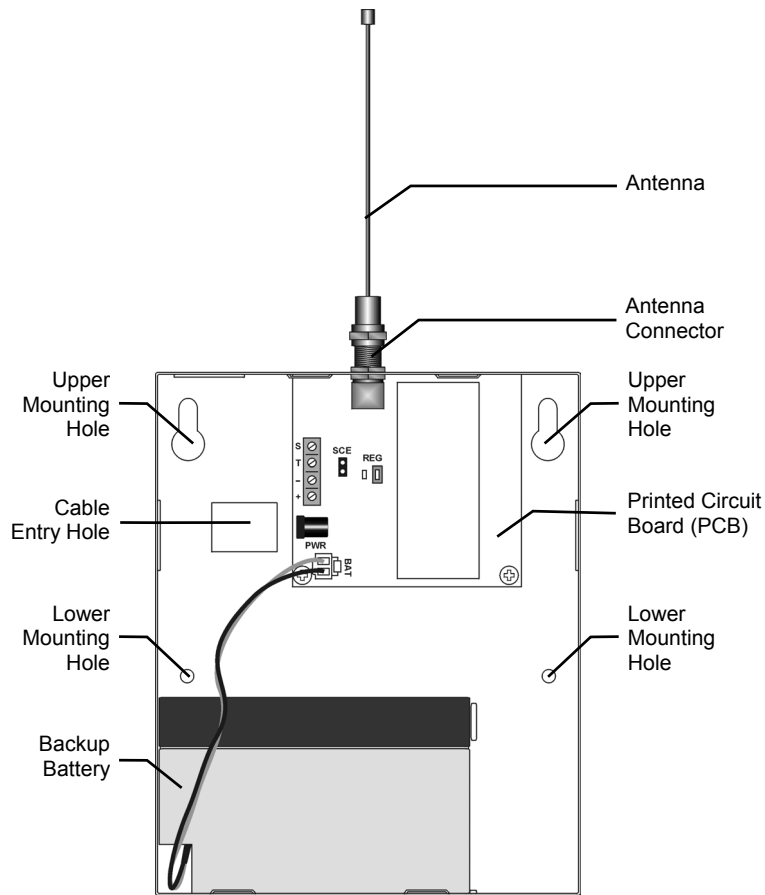 Antenna
Antenna
Connector
Upper
Mounting
Hole
Upper
Mounting
Hole
S
T
–
+
SCE
REG
Cable
Entry Hole
Printed Circuit
Board (PCB)
PWR
BAT
Lower
Mounting
Hole
Lower
Mounting
Hole
Backup
Battery